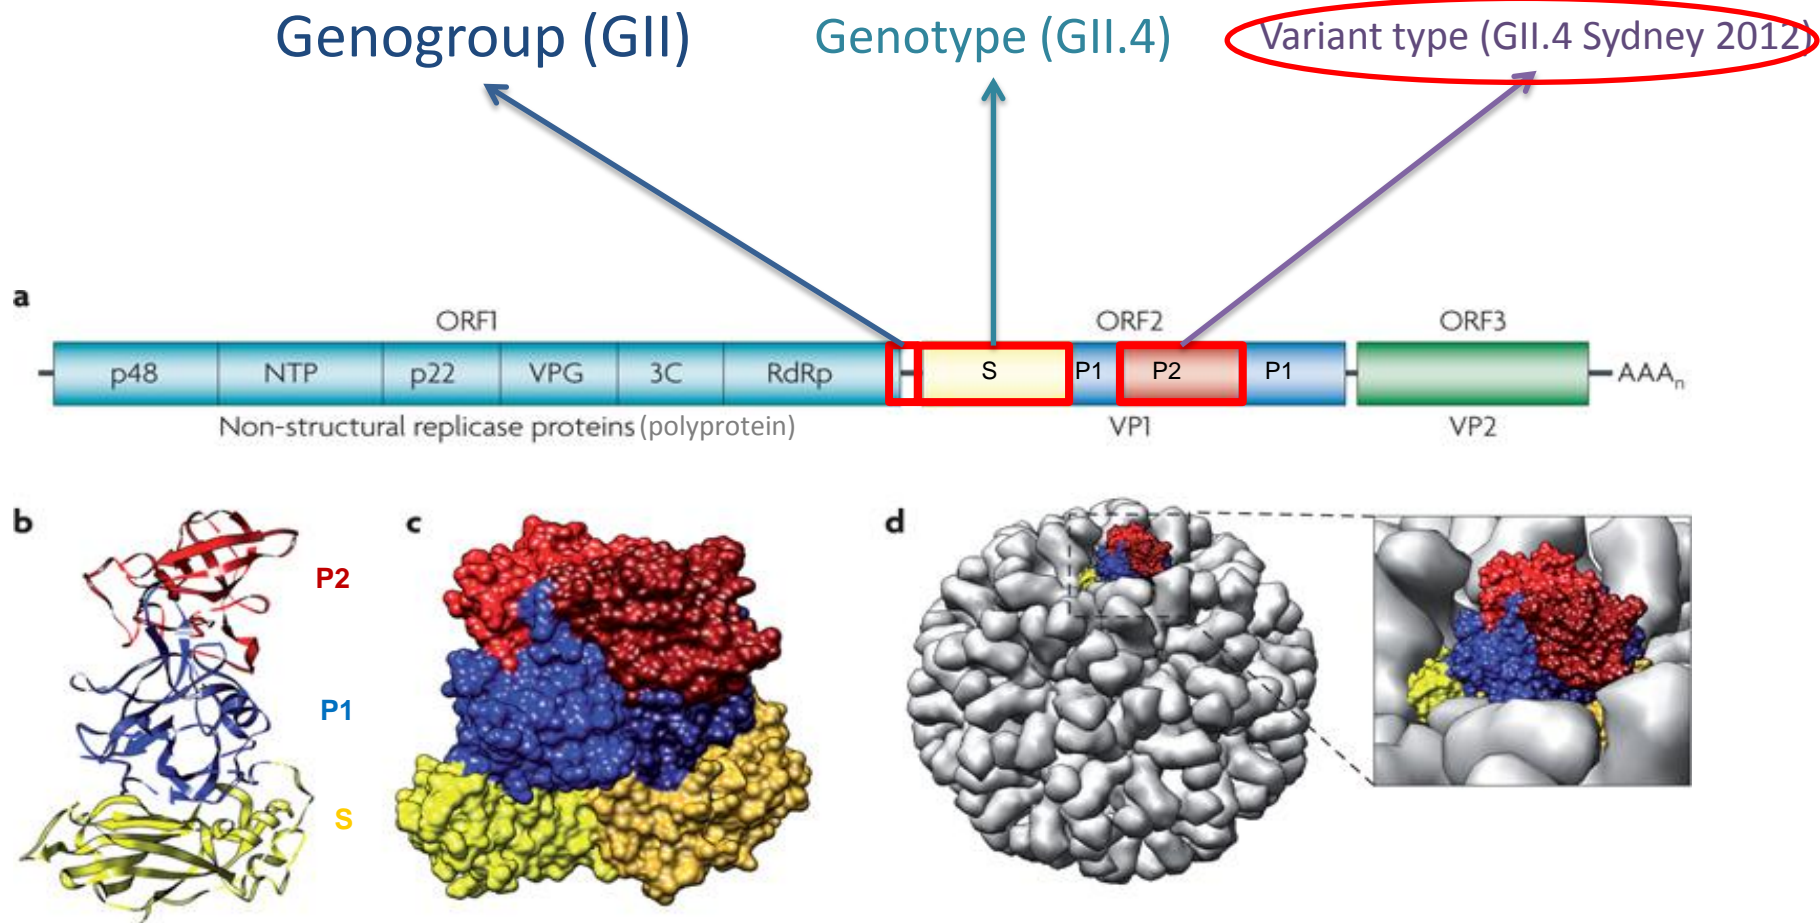 Genogroup (GII) Genotype (GII.4) Variant type (GII.4 Sydney 2012)
a
ORF1 ORF2 ORF3
p48 NTP p22 VPG 3C RdRp S P1 P2 P1 AAAn
Non-structural replicase proteins (polyprotein) VP1 VP2
b c d
P2
P1
S